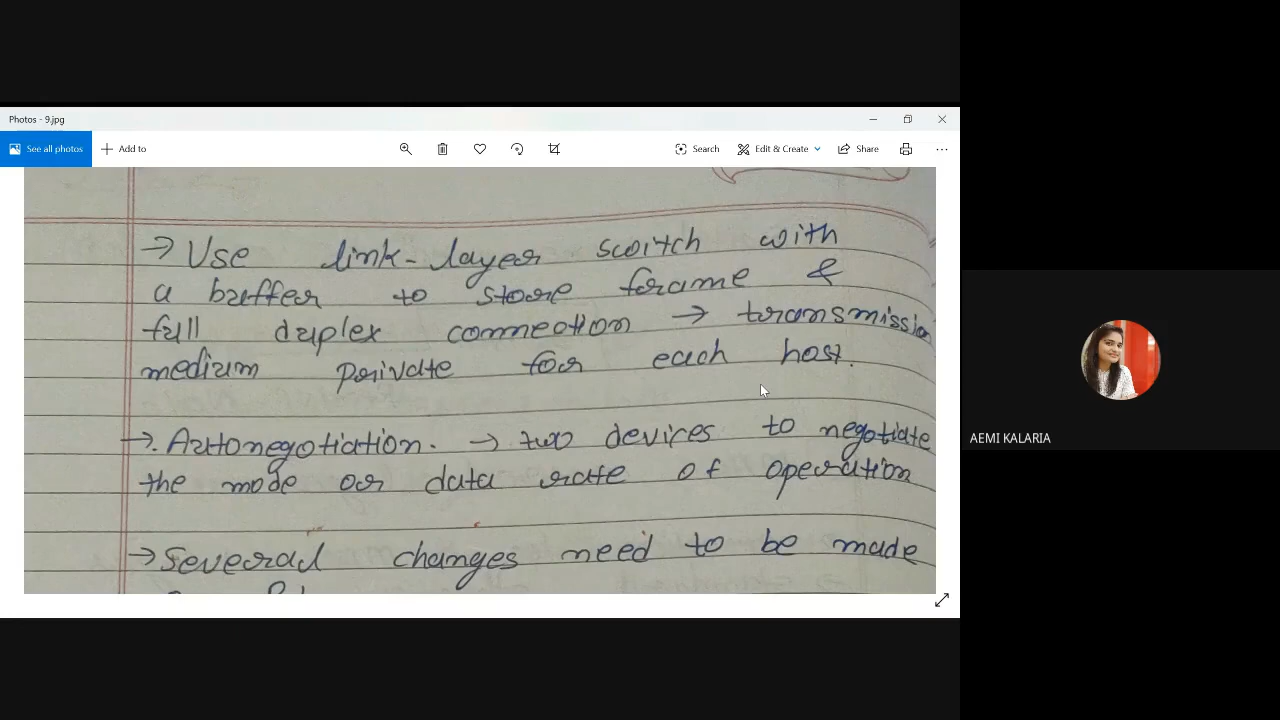 Photos - 9.jpg
See all photos
Add to
Search
Edit & Create
Share
→ Use link-layer switch with
a buffer to store frame &
full duplex connection → transmission
medium private for each host.
→. Autonegotiation. → two devices to negotiate
the mode or data rate of operation
→ Several changes need to be made
AEMI KALARIA